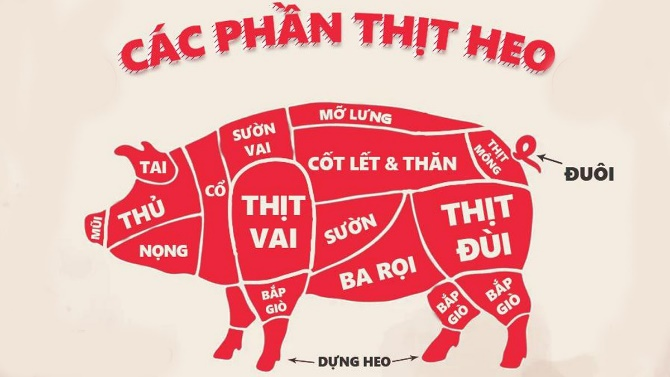 CÁC PHẦN THỊT HEO
MỠ LƯNG
SƯỜN
VAI
CỐT LẾT & THĂN
THỊT
MÔNG
ĐUÔI
TAI
CỔ
THỦ
MŨI
NỌNG
THỊT
VAI
SƯỜN
BA RỌI
THỊT
ĐÙI
BẮP
GIÒ
BẮP
GIÒ
BẮP
GIÒ
DỰNG HEO